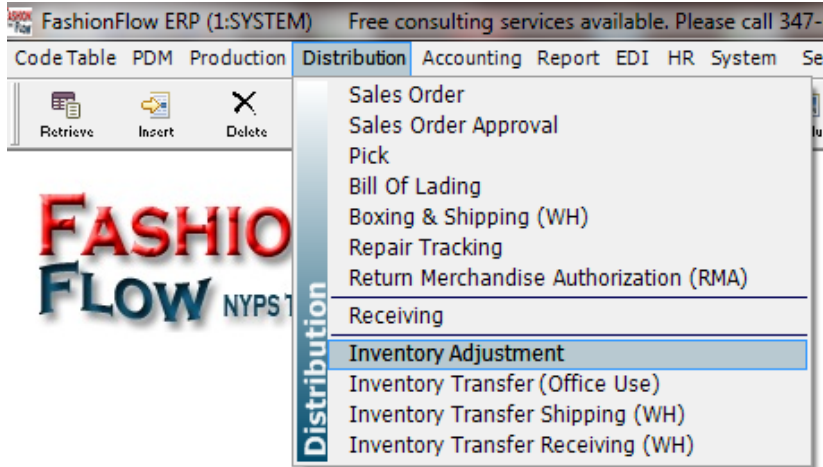 FashionFlow ERP (1:SYSTEM) Free consulting services available. Please call 347-
Code Table PDM Production Distribution Accounting Report EDI HR System
Retrieve Insert Delete
FASHIO
FLOW NYPS
Distribution
Sales Order
Sales Order Approval
Pick
Bill Of Lading
Boxing & Shipping (WH)
Repair Tracking
Return Merchandise Authorization (RMA)
Receiving
Inventory Adjustment
Inventory Transfer (Office Use)
Inventory Transfer Shipping (WH)
Inventory Transfer Receiving (WH)